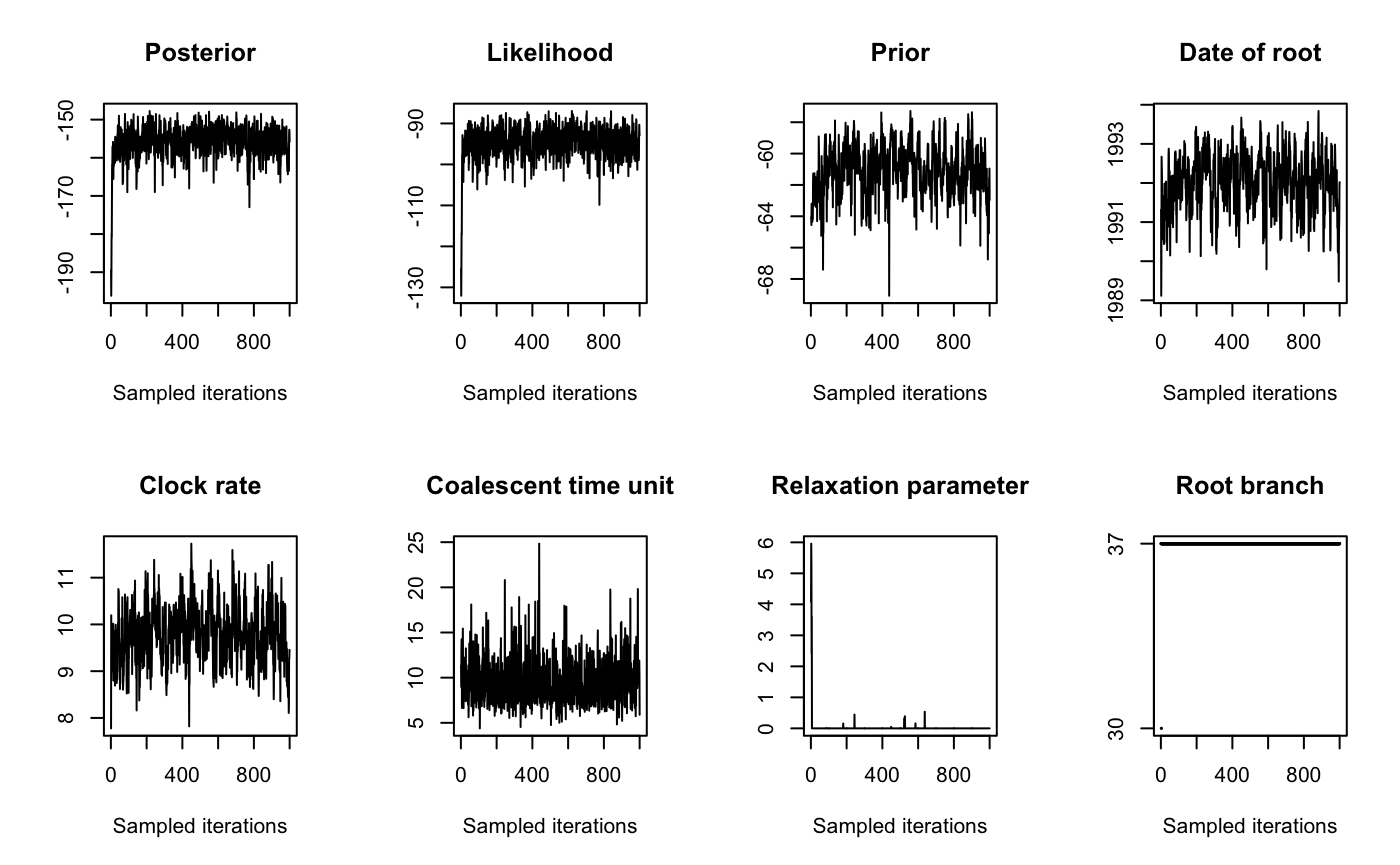 Posterior
Likelihood
Prior
Date of root
-150
-170
-190
0 400 800
Sampled iterations
-90
-110
-130
0 400 800
Sampled iterations
-60
-64
-68
0 400 800
Sampled iterations
1993
1991
1989
0 400 800
Sampled iterations
Clock rate
Coalescent time unit
Relaxation parameter
Root branch
11
10
9
8
0 400 800
Sampled iterations
25
20
15
10
5
0 400 800
Sampled iterations
6
5
4
3
2
1
0
0 400 800
Sampled iterations
37
30
0 400 800
Sampled iterations